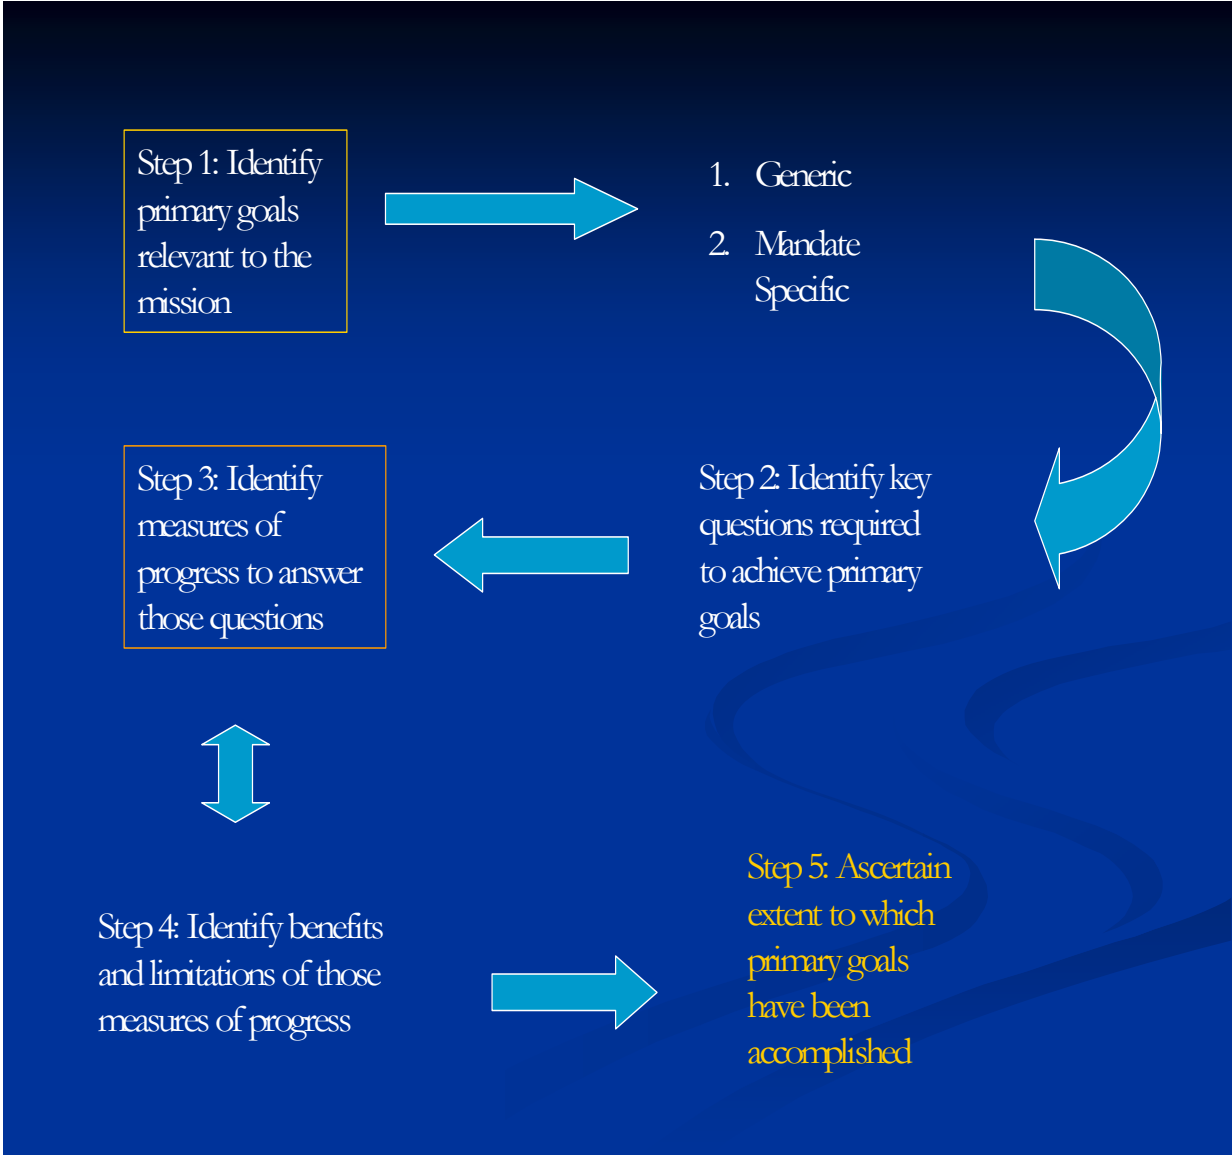 Step 1: Identify
primary goals
relevant to the
mission
1. Generic
2. Mandate
Specific
Step 2: Identify key
questions required
to achieve primary
goals
Step 3: Identify
measures of
progress to answer
those questions
Step 4: Identify benefits
and limitations of those
measures of progress
Step 5: Ascertain
extent to which
primary goals
have been
accomplished